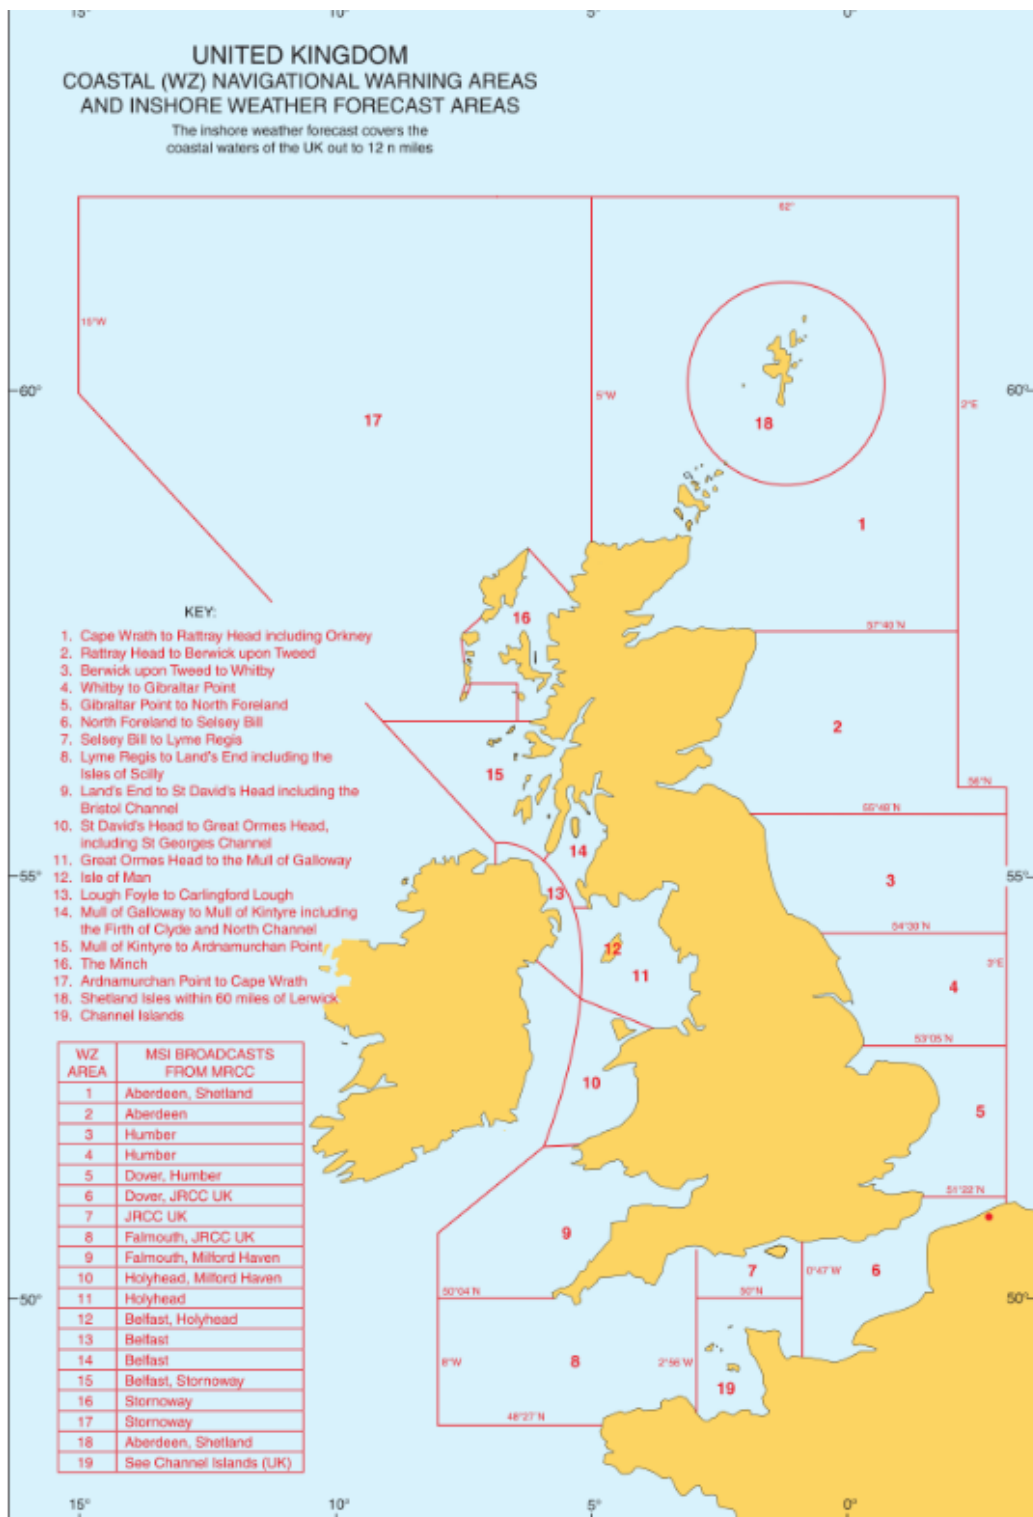 15° 10° 5° 0°
UNITED KINGDOM
COASTAL (WZ) NAVIGATIONAL WARNING AREAS
AND INSHORE WEATHER FORECAST AREAS
The inshore weather forecast covers the
coastal waters of the UK out to 12 n miles
62°
15°W
60°
5°W
2°E
60°
17
18
1
16
57°40´N
2
15
56°N
55°46´N
14
55°
13
3
55°
54°30´N
12
11
3°E
4
53°05´N
10
5
51°22´N
9
7
0°47´W
6
50°04´N
50°N
50°
50°
8°W
8
2°56´W
19
48°27´N
KEY:
1. Cape Wrath to Rattray Head including Orkney
2. Rattray Head to Berwick upon Tweed
3. Berwick upon Tweed to Whitby
4. Whitby to Gibraltar Point
5. Gibraltar Point to North Foreland
6. North Foreland to Selsey Bill
7. Selsey Bill to Lyme Regis
8. Lyme Regis to Land's End including the
Isles of Scilly
9. Land's End to St David's Head including the
Bristol Channel
10. St David's Head to Great Ormes Head,
including St Georges Channel
11. Great Ormes Head to the Mull of Galloway
12. Isle of Man
13. Lough Foyle to Carlingford Lough
14. Mull of Galloway to Mull of Kintyre including
the Firth of Clyde and North Channel
15. Mull of Kintyre to Ardnamurchan Point
16. The Minch
17. Ardnamurchan Point to Cape Wrath
18. Shetland Isles within 60 miles of Lerwick
19. Channel Islands
WZ AREA MSI BROADCASTS FROM MRCC
1 Aberdeen, Shetland
2 Aberdeen
3 Humber
4 Humber
5 Dover, Humber
6 Dover, JRCC UK
7 JRCC UK
8 Falmouth, JRCC UK
9 Falmouth, Milford Haven
10 Holyhead, Milford Haven
11 Holyhead
12 Belfast, Holyhead
13 Belfast
14 Belfast
15 Belfast, Stornoway
16 Stornoway
17 Stornoway
18 Aberdeen, Shetland
19 See Channel Islands (UK)
15° 10° 5° 0°